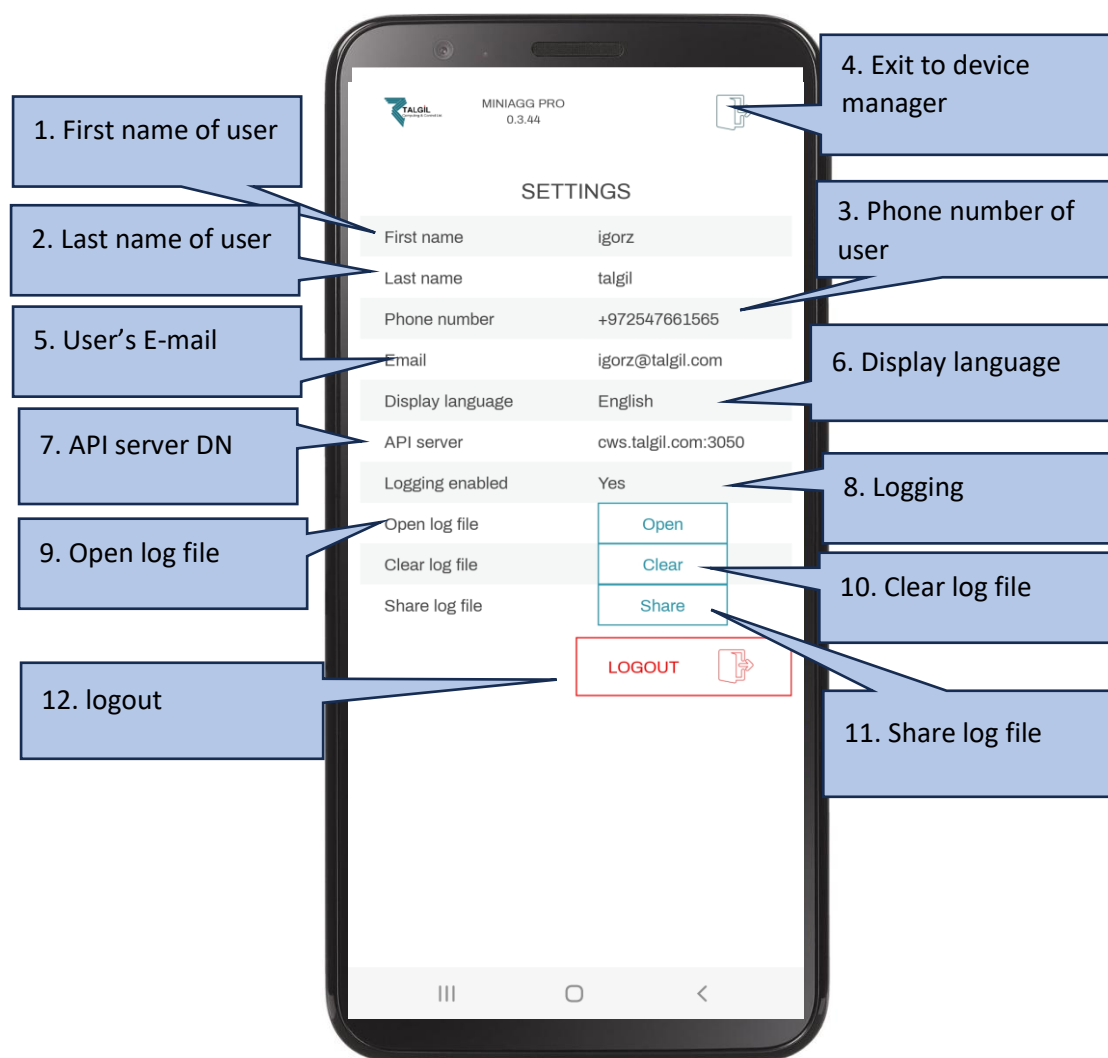 4. Exit to device
manager
TALGIL
MINIAGG PRO
0.3.44
1. First name of user
SETTINGS
3. Phone number of
user
2. Last name of user
First name igorz
Last name talgil
Phone number +972547661565
5. User’s E-mail
Email igorz@talgil.com
6. Display language
Display language English
7. API server DN
API server cws.talgil.com:3050
Logging enabled Yes
8. Logging
Open log file Open
9. Open log file
Clear log file Clear
10. Clear log file
Share log file Share
LOGOUT
12. logout
11. Share log file